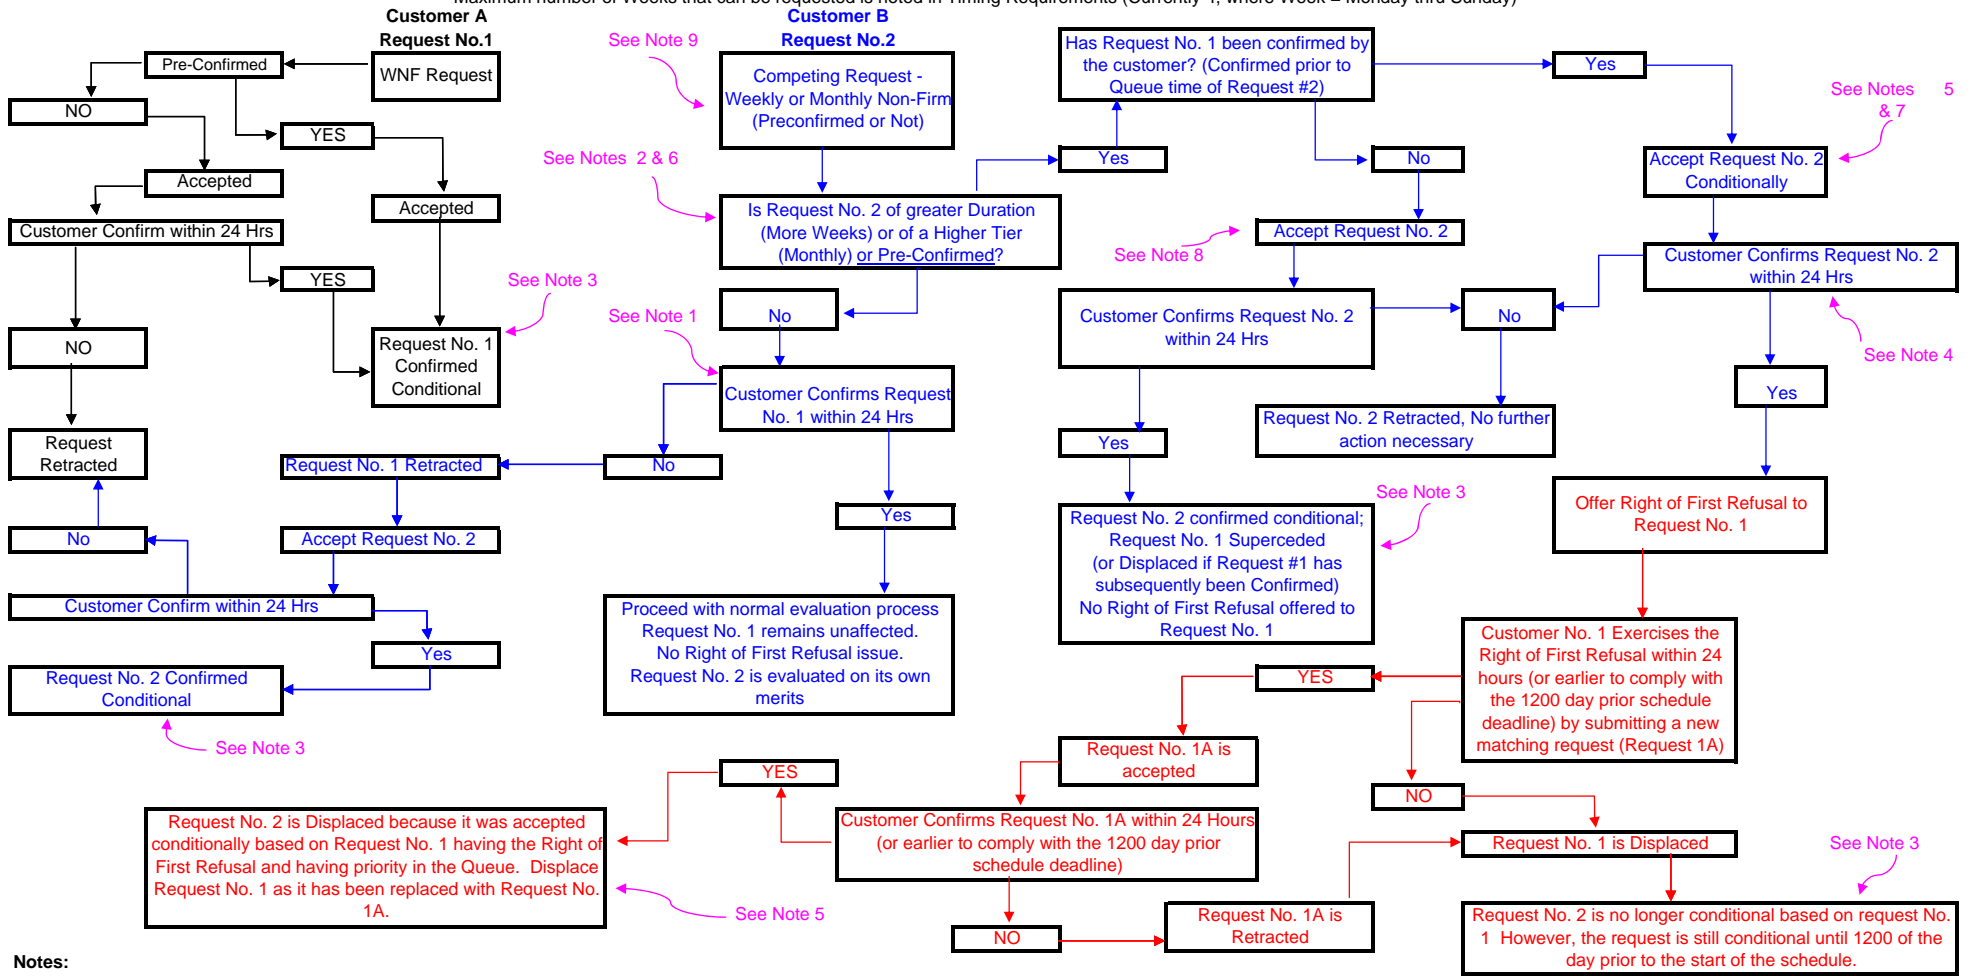 Maximum number of Weeks that can be requested is noted in Timing Requirements (Currently 4, where Week = Monday thru Sunday)
Customer A
Request No.1
Customer B
Request No.2
Pre-Confirmed
WNF Request
NO
YES
Accepted
Accepted
Customer Confirm within 24 Hrs
YES
NO
Request No. 1
Confirmed
Conditional
See Note 3
Request
Retracted
See Note 9
Competing Request -
Weekly or Monthly Non-Firm
(Preconfirmed or Not)
See Notes 2 & 6
Is Request No. 2 of greater Duration
(More Weeks) or of a Higher Tier
(Monthly) or Pre-Confirmed?
Yes
No
See Note 1
Customer Confirms Request
No. 1 within 24 Hrs
No
Request No. 1 Retracted
Accept Request No. 2
No
Customer Confirm within 24 Hrs
Yes
Request No. 2 Confirmed
Conditional
See Note 3
Yes
Proceed with normal evaluation process
Request No. 1 remains unaffected.
No Right of First Refusal issue.
Request No. 2 is evaluated on its own
merits
Has Request No. 1 been confirmed by
the customer? (Confirmed prior to
Queue time of Request #2)
Yes
No
See Notes 5
& 7
Accept Request No. 2
Conditionally
Accept Request No. 2
See Note 8
Customer Confirms Request No. 2
within 24 Hrs
Customer Confirms Request No. 2
within 24 Hrs
No
See Note 4
Yes
Request No. 2 Retracted, No further
action necessary
Yes
See Note 3
Request No. 2 confirmed conditional;
Request No. 1 Superceded
(or Displaced if Request #1 has
subsequently been Confirmed)
No Right of First Refusal offered to
Request No. 1
Offer Right of First Refusal to
Request No. 1
Customer No. 1 Exercises the
Right of First Refusal within 24
hours (or earlier to comply with
the 1200 day prior schedule
deadline) by submitting a new
matching request (Request 1A)
YES
Request No. 1A is
accepted
NO
YES
Customer Confirms Request No. 1A within 24 Hours
(or earlier to comply with the 1200 day prior
schedule deadline)
Request No. 2 is Displaced because it was accepted
conditionally based on Request No. 1 having the Right of
First Refusal and having priority in the Queue. Displace
Request No. 1 as it has been replaced with Request No.
1A.
See Note 5
NO
Request No. 1A is
Retracted
Request No. 1 is Displaced
See Note 3
Request No. 2 is no longer conditional based on request No.
1 However, the request is still conditional until 1200 of the
day prior to the start of the schedule.
Notes: